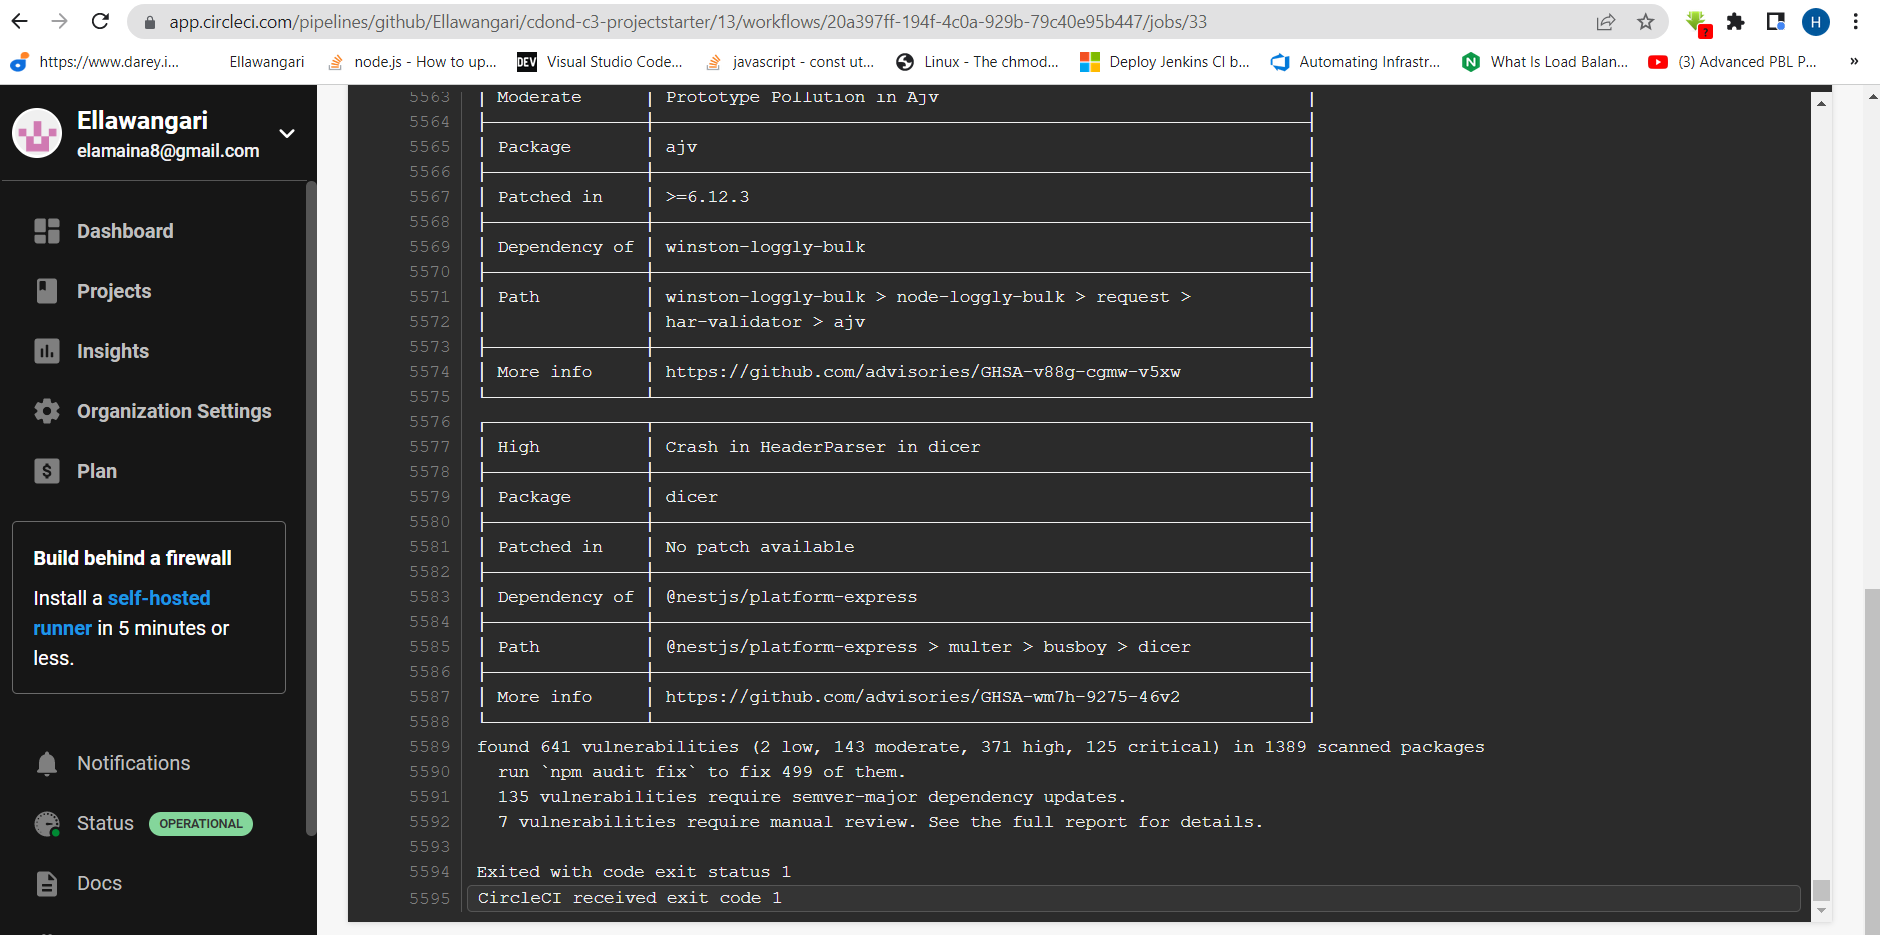 app.circleci.com/pipelines/github/Ellawangari/cdond-c3-projectstarter/13/workflows/20a397ff-194f-4c0a-929b-79c40e95b447/jobs/33
?
H
https://www.darey.i...
Ellawangari
node.js - How to up...
DEV
Visual Studio Code...
javascript - const ut...
Linux - The chmod...
Deploy Jenkins CI b...
Automating Infrastr...
N
What Is Load Balan...
(3) Advanced PBL P...
»
Ellawangari
elamaina8@gmail.com
Dashboard
Projects
Insights
Organization Settings
$ Plan
Build behind a firewall
Install a self-hosted
runner in 5 minutes or
less.
Notifications
Status OPERATIONAL
Docs
5563 | Moderate | Prototype Pollution in Ajv |
5564
5565 | Package | ajv |
5566
5567 | Patched in | >=6.12.3 |
5568
5569 | Dependency of | winston-loggly-bulk |
5570
5571 | Path | winston-loggly-bulk > node-loggly-bulk > request > |
5572 | | har-validator > ajv |
5573
5574 | More info | https://github.com/advisories/GHSA-v88g-cgmw-v5xw |
5575
5576
5577 | High | Crash in HeaderParser in dicer |
5578
5579 | Package | dicer |
5580
5581 | Patched in | No patch available |
5582
5583 | Dependency of | @nestjs/platform-express |
5584
5585 | Path | @nestjs/platform-express > multer > busboy > dicer |
5586
5587 | More info | https://github.com/advisories/GHSA-wm7h-9275-46v2 |
5588
5589 found 641 vulnerabilities (2 low, 143 moderate, 371 high, 125 critical) in 1389 scanned packages
5590 run `npm audit fix` to fix 499 of them.
5591 135 vulnerabilities require semver-major dependency updates.
5592 7 vulnerabilities require manual review. See the full report for details.
5593
5594 Exited with code exit status 1
5595 CircleCI received exit code 1